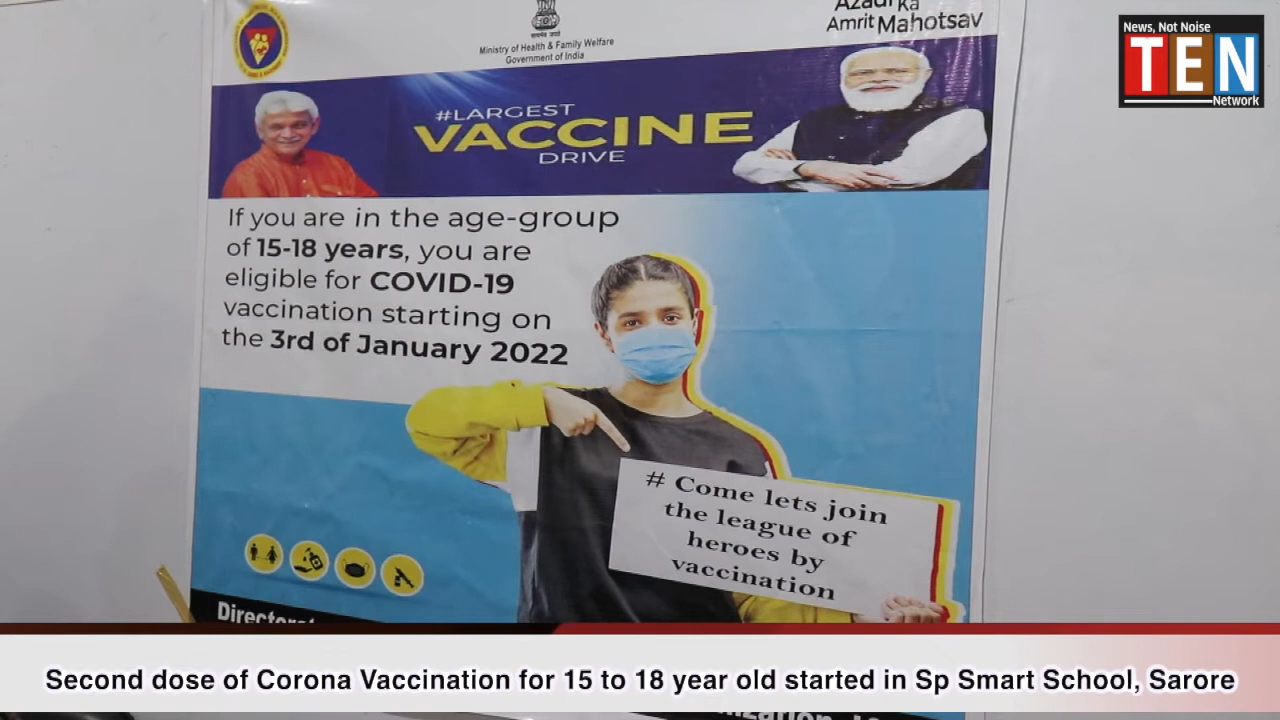 Ministry of Health & Family Welfare
Government of India
Azadi Ka
Amrit Mahotsav
News, Not Noise
TEN
Network
#LARGEST
VACCINE
DRIVE
If you are in the age-group
of 15-18 years, you are
eligible for COVID-19
vaccination starting on
the 3rd of January 2022
# Come lets join
the league of
heroes by
vaccination
Second dose of Corona Vaccination for 15 to 18 year old started in Sp Smart School, Sarore